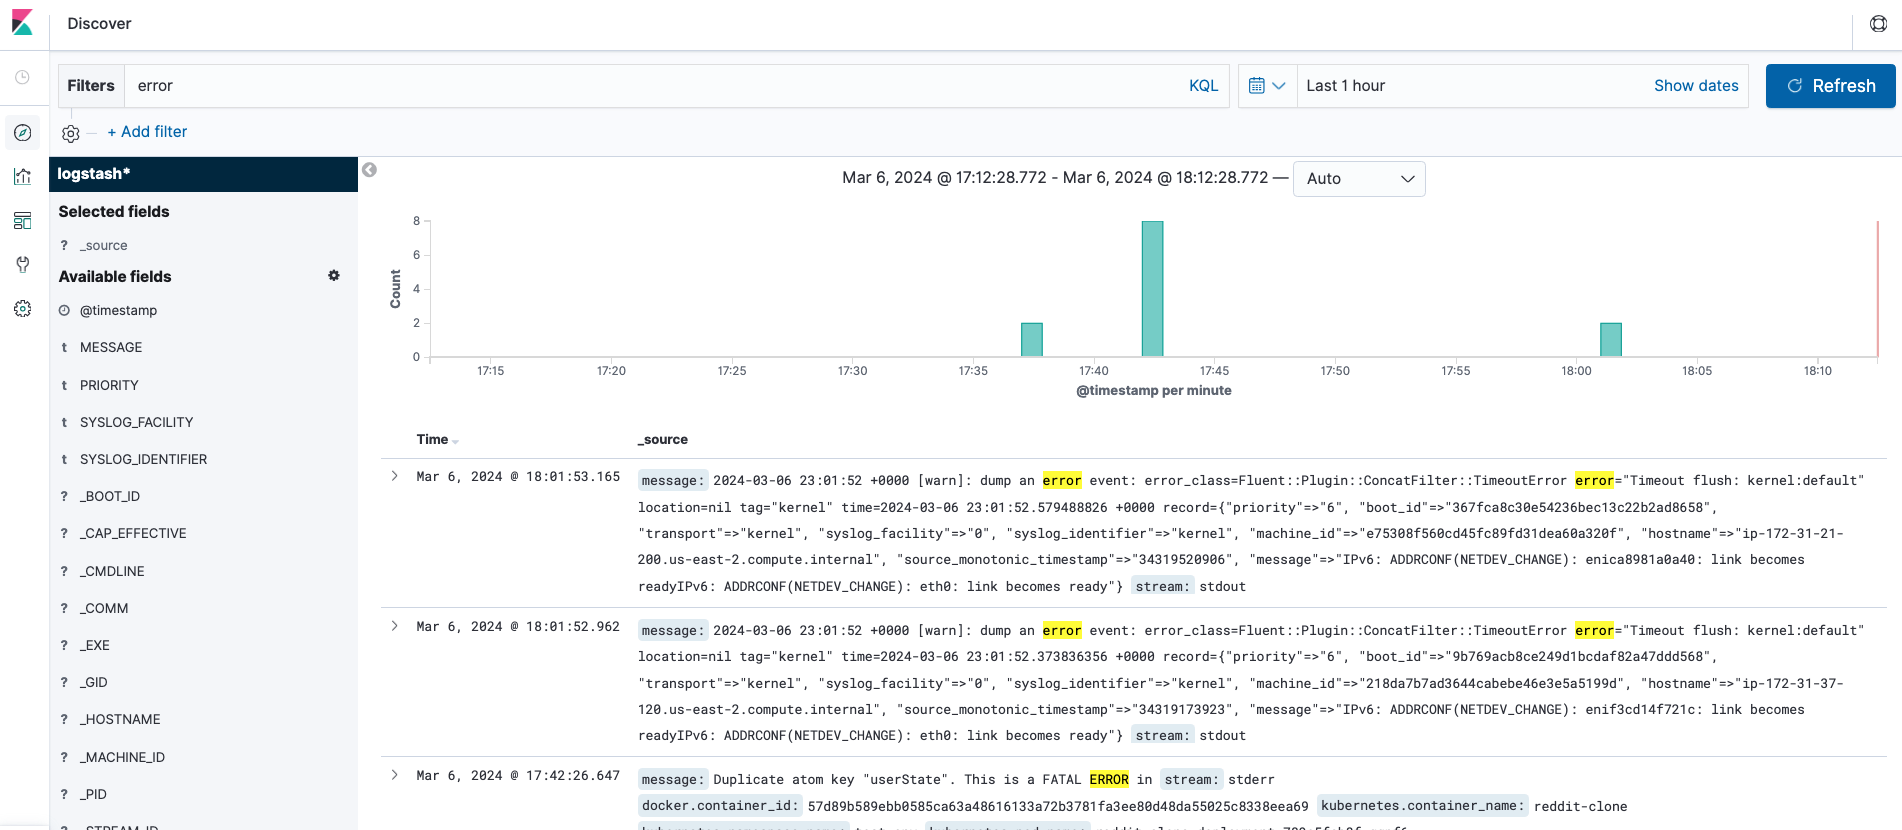 Discover
Filters error KQL Last 1 hour Show dates Refresh
+ Add filter
logstash*
Selected fields
? _source
Available fields
@timestamp
t MESSAGE
t PRIORITY
t SYSLOG_FACILITY
t SYSLOG_IDENTIFIER
? _BOOT_ID
? _CAP_EFFECTIVE
? _CMDLINE
? _COMM
? _EXE
? _GID
? _HOSTNAME
? _MACHINE_ID
? _PID
Mar 6, 2024 @ 17:12:28.772 - Mar 6, 2024 @ 18:12:28.772 — Auto
Count
8
6
4
2
0
17:15 17:20 17:25 17:30 17:35 17:40 17:45 17:50 17:55 18:00 18:05 18:10
@timestamp per minute
Time _source
Mar 6, 2024 @ 18:01:53.165 message: 2024-03-06 23:01:52 +0000 [warn]: dump an error event: error_class=Fluent::Plugin::ConcatFilter::TimeoutError error="Timeout flush: kernel:default"
location=nil tag="kernel" time=2024-03-06 23:01:52.579488826 +0000 record={"priority"=>"6", "boot_id"=>"367fca8c30e54236bec13c22b2ad8658",
"transport"=>"kernel", "syslog_facility"=>"0", "syslog_identifier"=>"kernel", "machine_id"=>"e75308f560cd45fc89fd31dea60a320f", "hostname"=>"ip-172-31-21-
200.us-east-2.compute.internal", "source_monotonic_timestamp"=>"34319520906", "message"=>"IPv6: ADDRCONF(NETDEV_CHANGE): enica8981a0a40: link becomes
readyIPv6: ADDRCONF(NETDEV_CHANGE): eth0: link becomes ready"} stream: stdout
Mar 6, 2024 @ 18:01:52.962 message: 2024-03-06 23:01:52 +0000 [warn]: dump an error event: error_class=Fluent::Plugin::ConcatFilter::TimeoutError error="Timeout flush: kernel:default"
location=nil tag="kernel" time=2024-03-06 23:01:52.373836356 +0000 record={"priority"=>"6", "boot_id"=>"9b769acb8ce249d1bcdaf82a47ddd568",
"transport"=>"kernel", "syslog_facility"=>"0", "syslog_identifier"=>"kernel", "machine_id"=>"218da7b7ad3644cabebe46e3e5a5199d", "hostname"=>"ip-172-31-37-
120.us-east-2.compute.internal", "source_monotonic_timestamp"=>"34319173923", "message"=>"IPv6: ADDRCONF(NETDEV_CHANGE): enif3cd14f721c: link becomes
readyIPv6: ADDRCONF(NETDEV_CHANGE): eth0: link becomes ready"} stream: stdout
Mar 6, 2024 @ 17:42:26.647 message: Duplicate atom key "userState". This is a FATAL ERROR in stream: stderr
docker.container_id: 57d89b589ebb0585ca63a48616133a72b3781fa3ee80d48da55025c8338eea69 kubernetes.container_name: reddit-clone